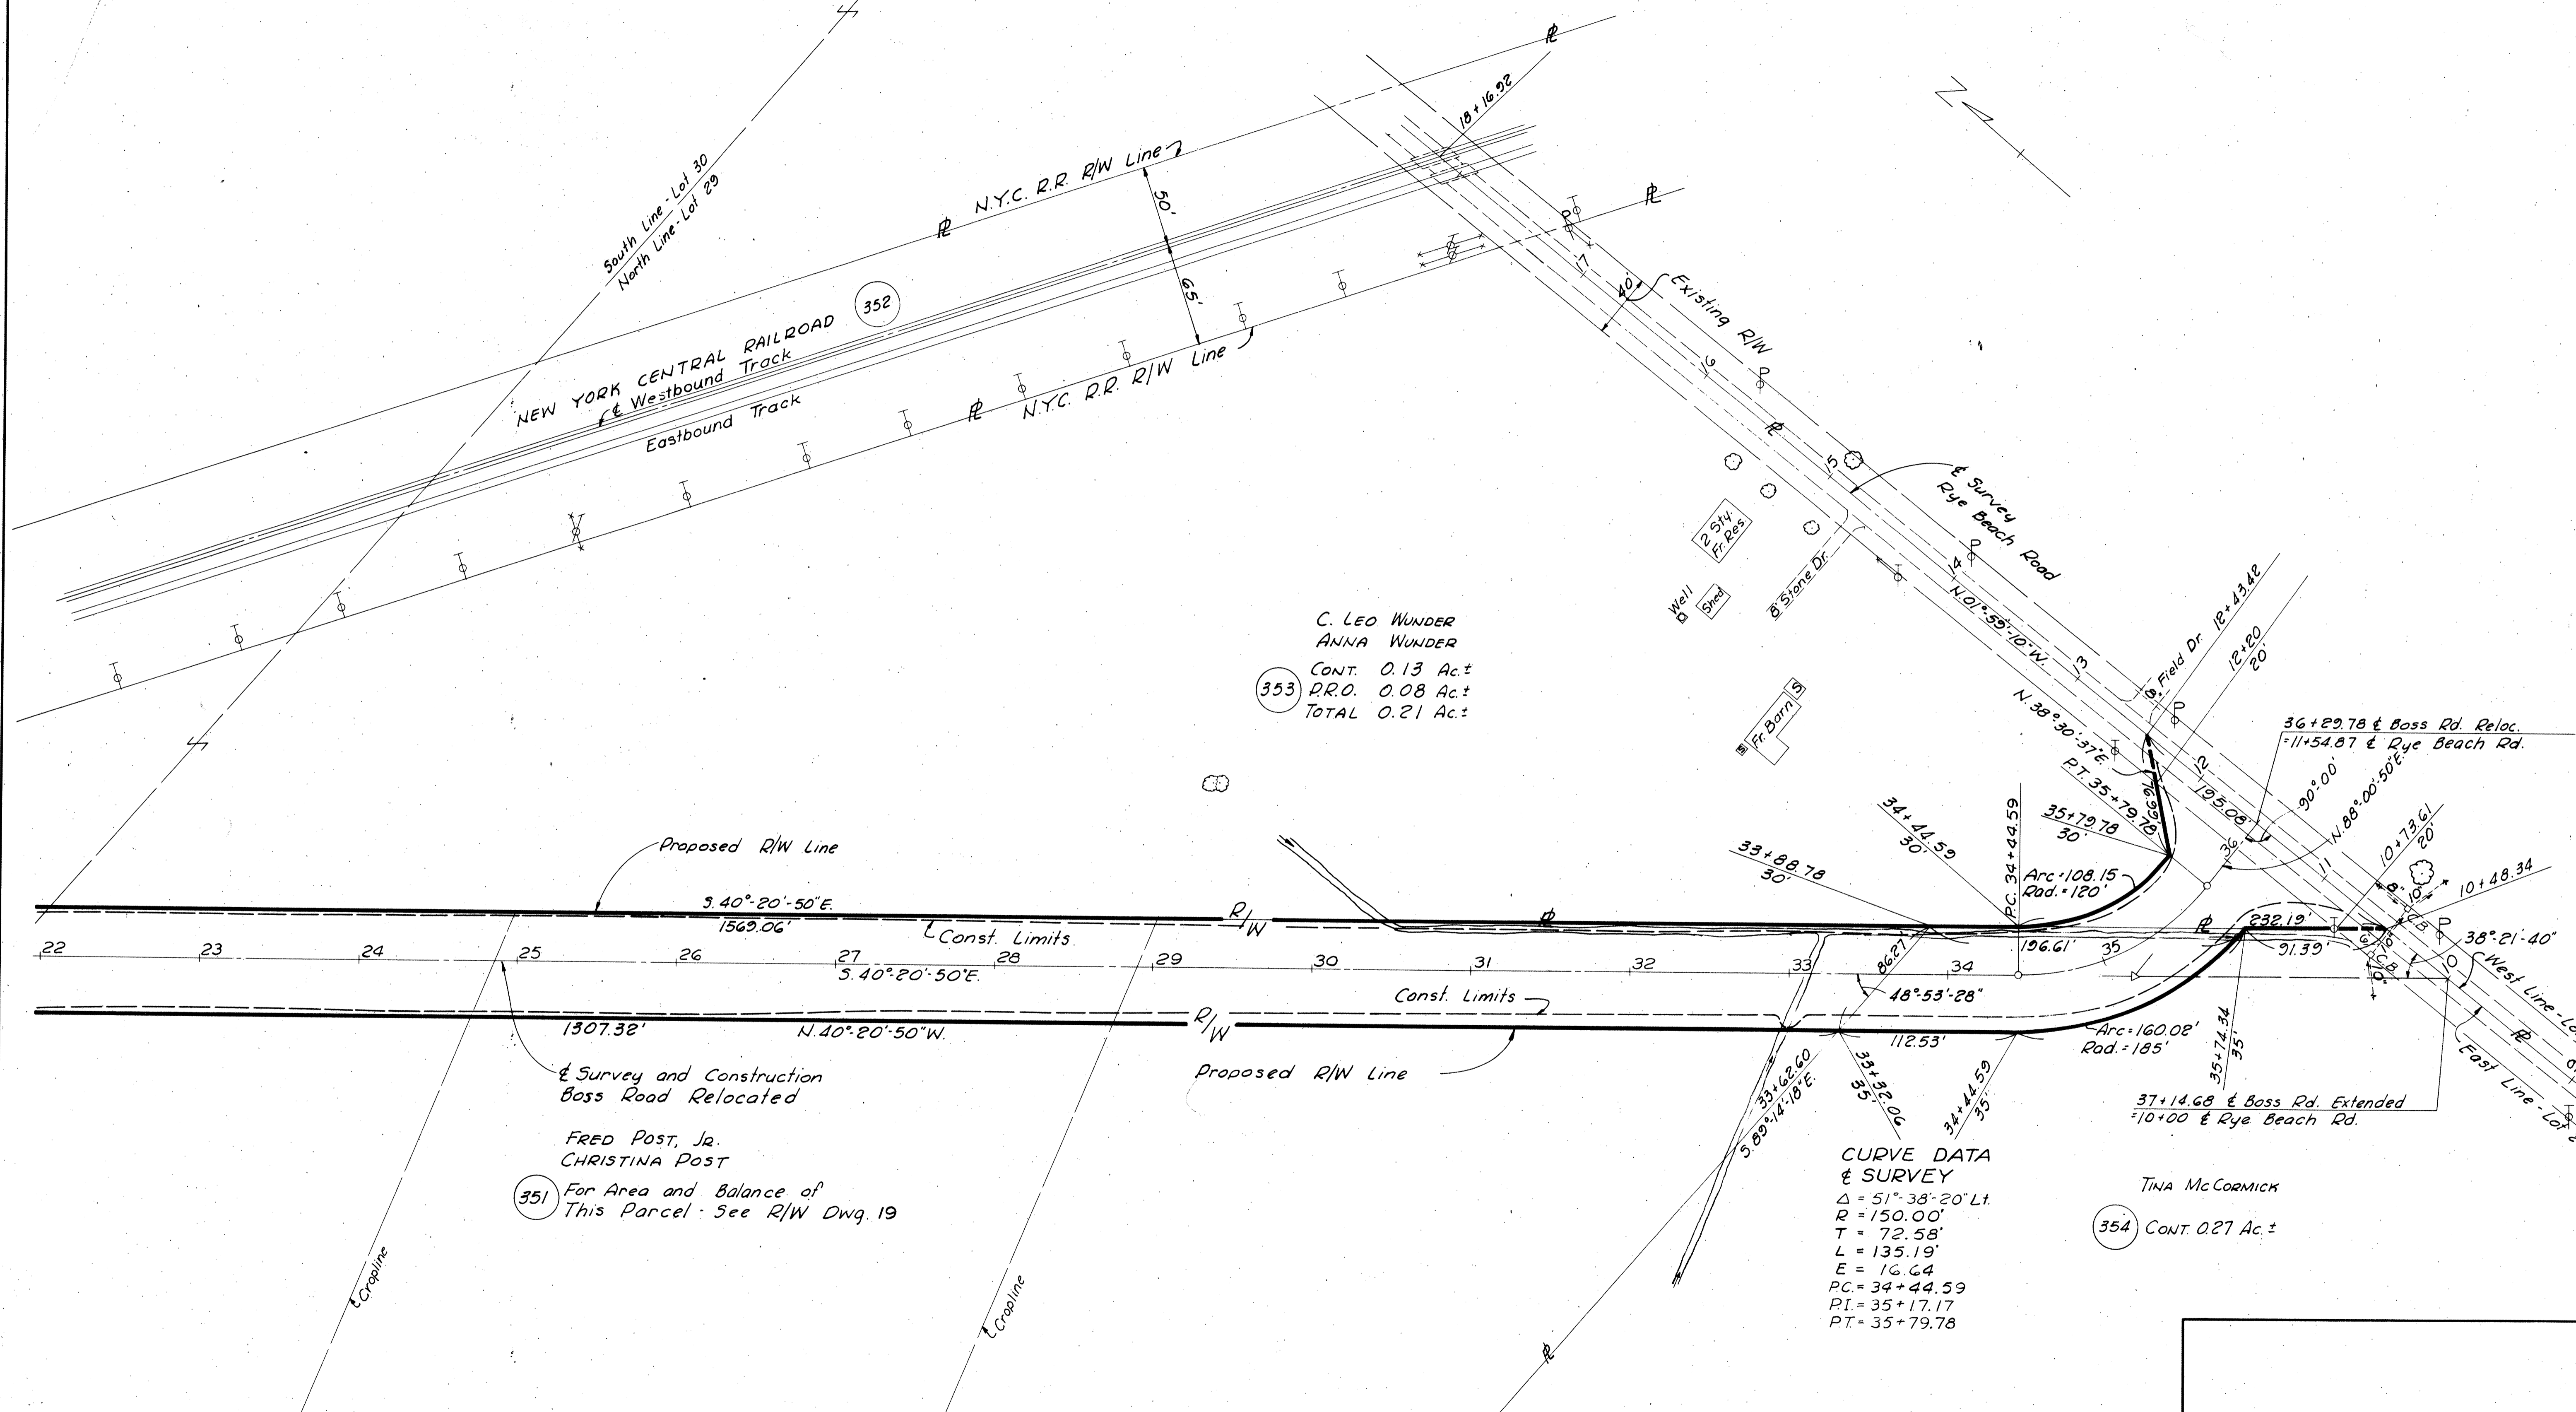 South Line - Lot 30
North Line - Lot 29
N.Y.C. R.R. R/W Line
50'
65'
18+16.92
NEW YORK CENTRAL RAILROAD
352
℄ Westbound Track
Eastbound Track
N.Y.C. R.R. R/W Line
Existing R/W
40'
17
16
15
14
13
12
11
℄ Survey
Rye Beach Road
N.01°-59'-10"W.
2 Sty.
Fr. Res.
Well
Shed
8' Stone Dr.
Fr. Barn
S
S
C. LEO WUNDER
ANNA WUNDER
353
CONT. 0.13 Ac.±
P.R.O. 0.08 Ac.±
TOTAL 0.21 Ac.±
Field Dr. 12+43.42
12+20
20'
N.38°-30'-37"E.
76.99'
P.T. 35+79.78
35+79.78
30'
195.08'
36+29.78 ℄ Boss Rd. Reloc.
=11+54.87 ℄ Rye Beach Rd.
90°-00'
N.88°-00'-50"E.
10+73.61
20'
10+48.34
38°-21'-40"
34+44.59
30'
33+88.78
30'
P.C. 34+44.59
Arc=108.15
Rad.=120'
Proposed R/W Line
S.40°-20'-50"E.
1569.06'
Const. Limits
R/W
196.61'
232.19'
91.39'
22
23
24
25
26
27
28
29
30
31
32
33
34
35
36
S.40°-20'-50"E.
86.27'
48°-53'-28"
Const. Limits
1307.32'
N.40°-20'-50"W.
R/W
112.53'
Arc=160.02'
Rad.=185'
Proposed R/W Line
℄ Survey and Construction
Boss Road Relocated
FRED POST, JR.
CHRISTINA POST
351
For Area and Balance of
This Parcel - See R/W Dwg. 19
33+62.60
S.89°-14'-18"E.
33+32.06
35'
34+44.59
35'
35+74.34
35'
37+14.68 ℄ Boss Rd. Extended
=10+00 ℄ Rye Beach Rd.
West Line - Lo
East Line - Lot
CURVE DATA
℄ SURVEY
Δ = 51°-38'-20" Lt.
R = 150.00'
T = 72.58'
L = 135.19'
E = 16.64
P.C.= 34+44.59
P.I.= 35+17.17
P.T.= 35+79.78
TINA McCORMICK
354
CONT. 0.27 Ac.±
Cropline
Cropline